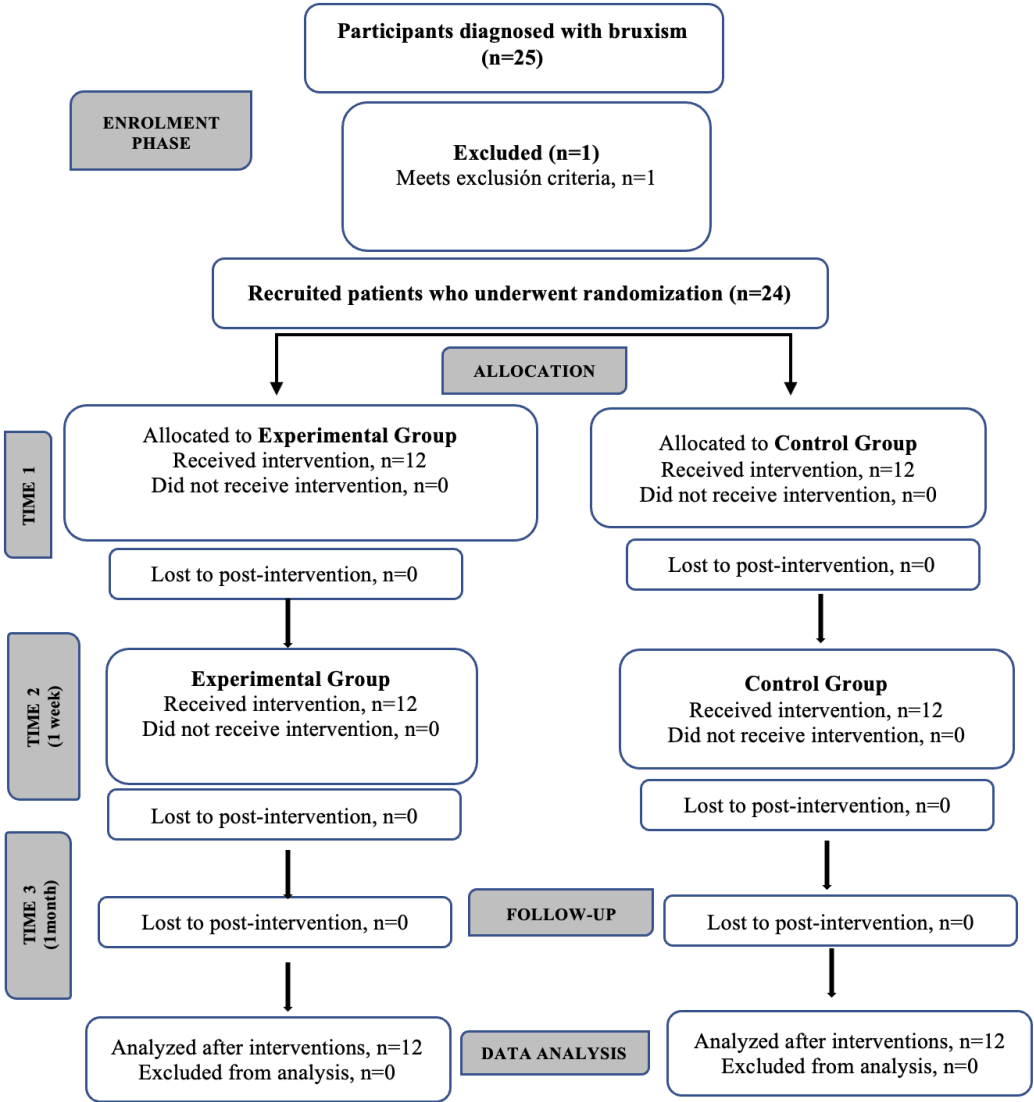 Participants diagnosed with bruxism
(n=25)
ENROLMENT
PHASE
Excluded (n=1)
Meets exclusión criteria, n=1
Recruited patients who underwent randomization (n=24)
ALLOCATION
TIME 1
Allocated to Experimental Group
Received intervention, n=12
Did not receive intervention, n=0
Allocated to Control Group
Received intervention, n=12
Did not receive intervention, n=0
Lost to post-intervention, n=0
Lost to post-intervention, n=0
TIME 2
(1 week)
Experimental Group
Received intervention, n=12
Did not receive intervention, n=0
Control Group
Received intervention, n=12
Did not receive intervention, n=0
Lost to post-intervention, n=0
Lost to post-intervention, n=0
TIME 3
(1month)
Lost to post-intervention, n=0
FOLLOW-UP
Lost to post-intervention, n=0
Analyzed after interventions, n=12
Excluded from analysis, n=0
DATA ANALYSIS
Analyzed after interventions, n=12
Excluded from analysis, n=0